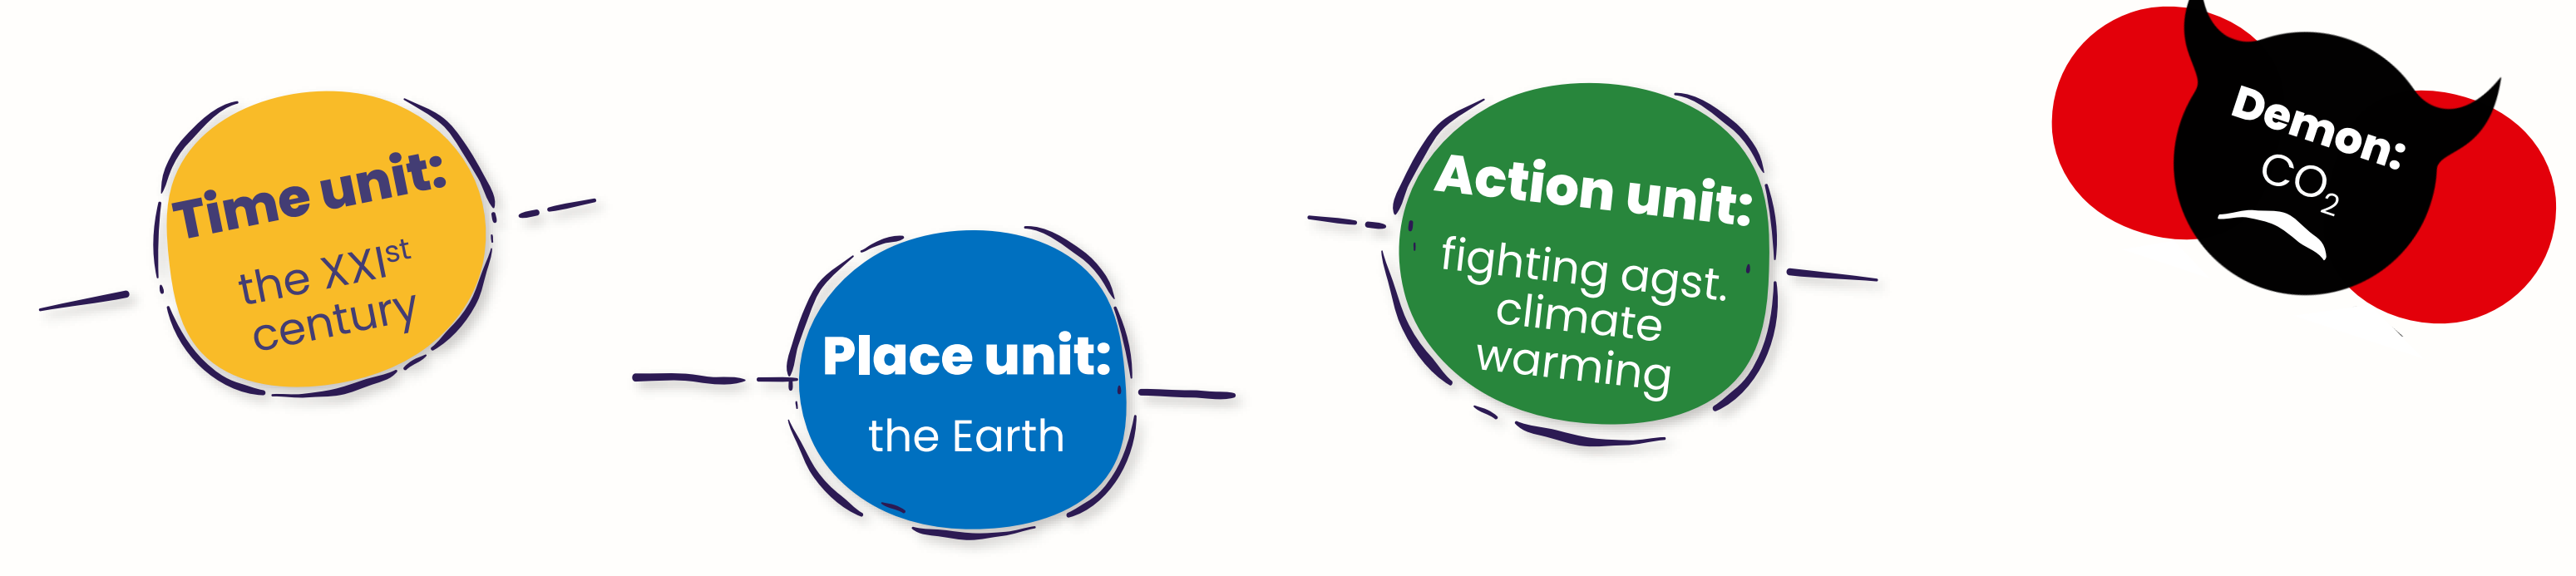 Time unit:
the XXIst
century
Place unit:
the Earth
Action unit:
fighting agst.
climate
warming
Demon:
CO₂